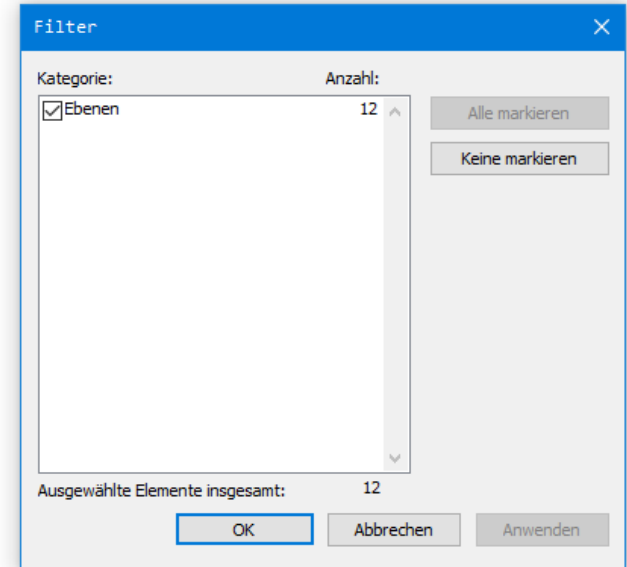 Filter
Kategorie: Anzahl:
Ebenen 12
Alle markieren
Keine markieren
Ausgewählte Elemente insgesamt: 12
OK Abbrechen Anwenden